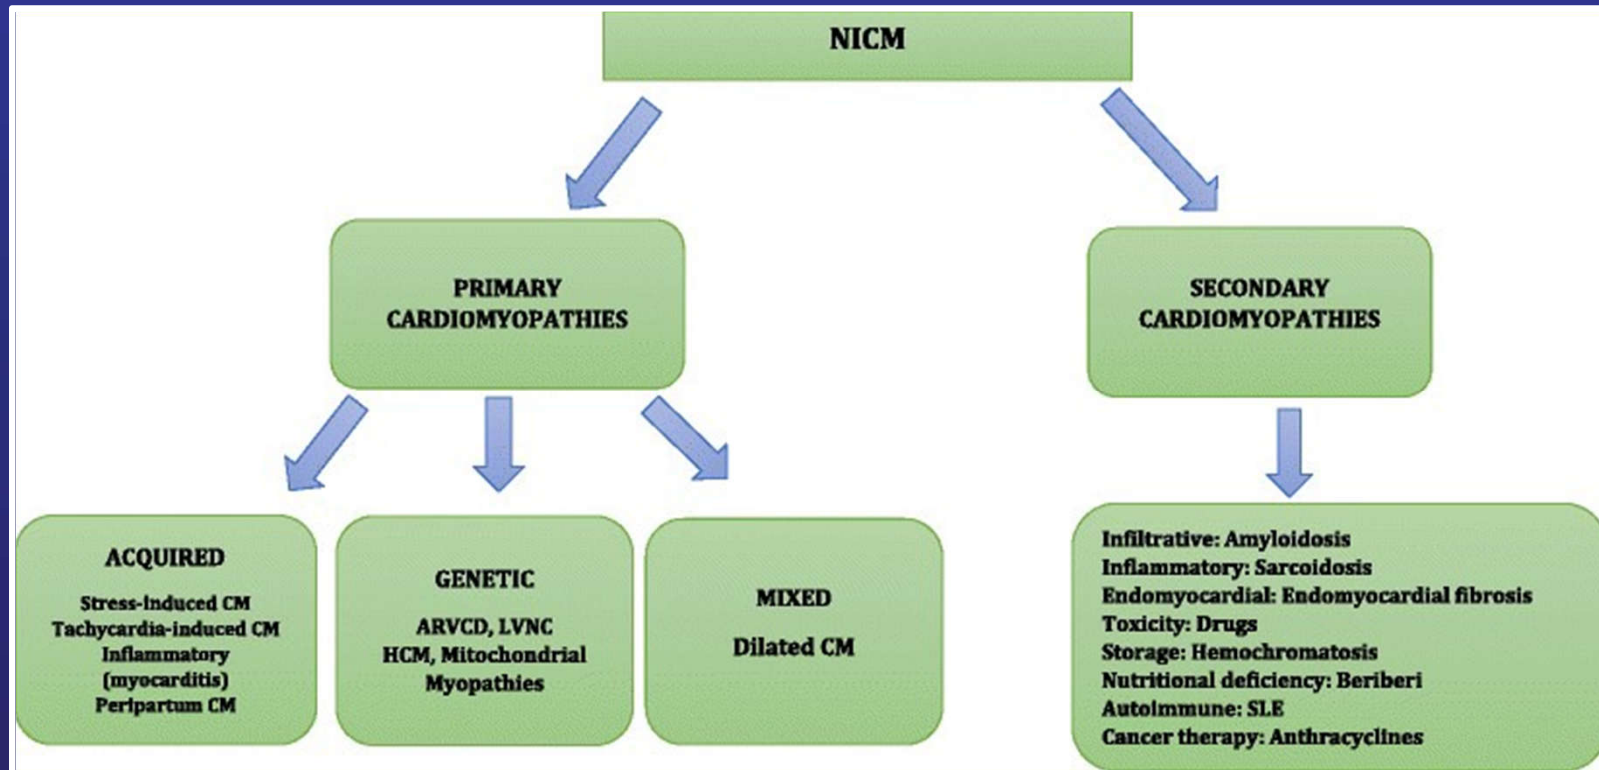 NICM
PRIMARY
CARDIOMYOPATHIES
SECONDARY
CARDIOMYOPATHIES
ACQUIRED
Stress-induced CM
Tachycardia-induced CM
Inflammatory
(myocarditis)
Peripartum CM
GENETIC
ARVCD, LVNC
HCM, Mitochondrial
Myopathies
MIXED
Dilated CM
Infiltrative: Amyloidosis
Inflammatory: Sarcoidosis
Endomyocardial: Endomyocardial fibrosis
Toxicity: Drugs
Storage: Hemochromatosis
Nutritional deficiency: Beriberi
Autoimmune: SLE
Cancer therapy: Anthracyclines